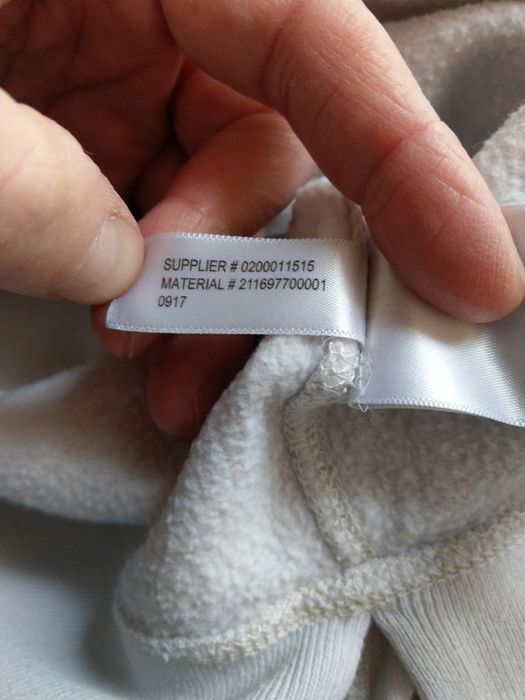 SUPPLIER # 0200011515
MATERIAL # 211697700001
0917